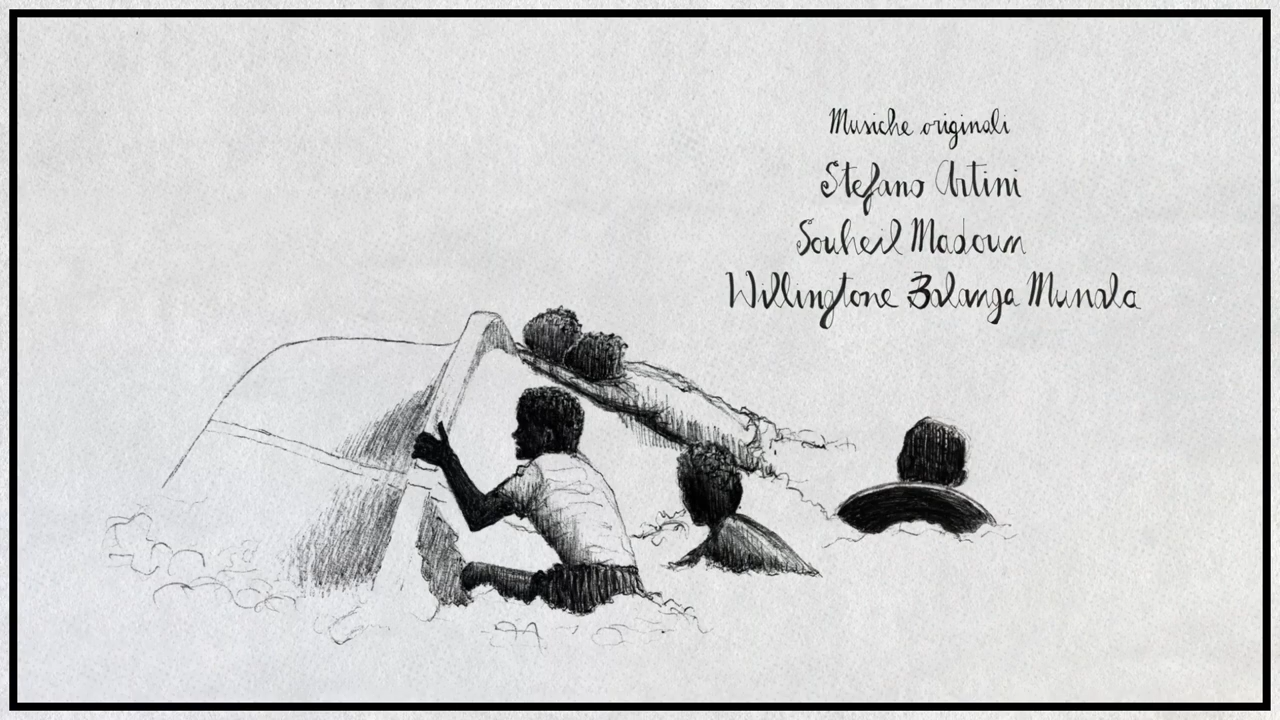 Musiche originali
Stefano Artini
Souheil Madoun
Willingtone Balanga Munala